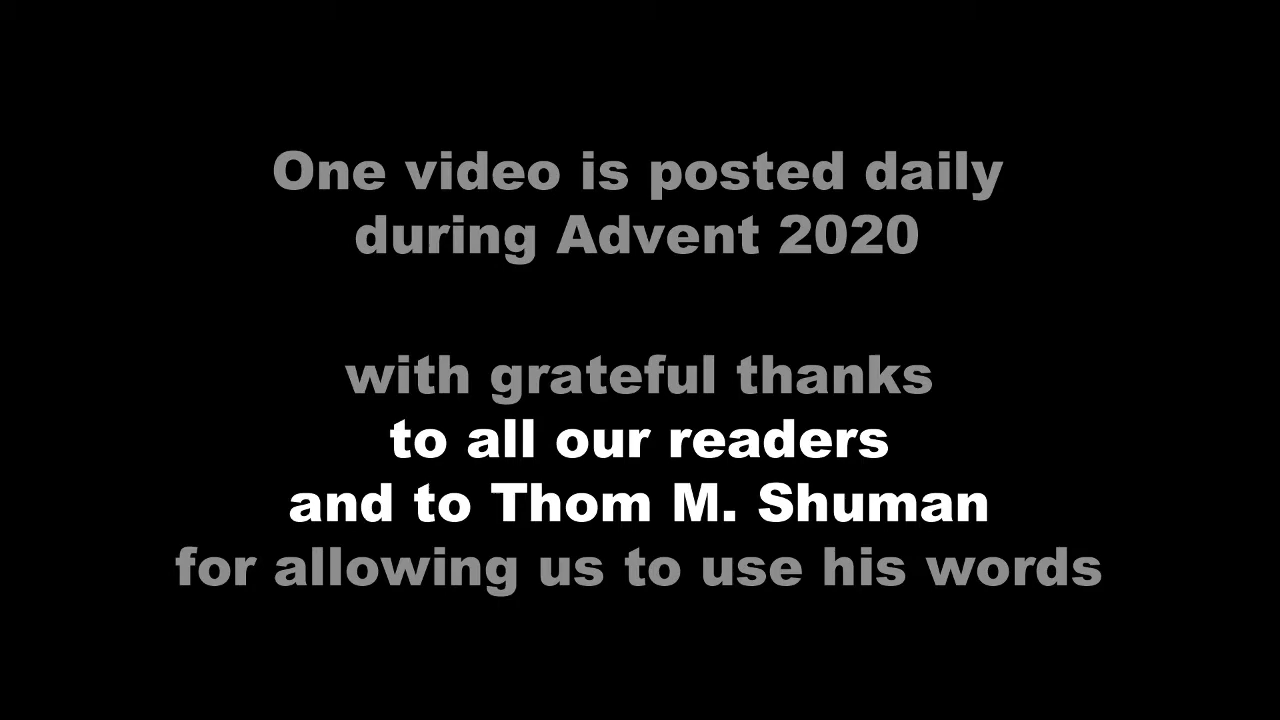 One video is posted daily
during Advent 2020
with grateful thanks
to all our readers
and to Thom M. Shuman
for allowing us to use his words